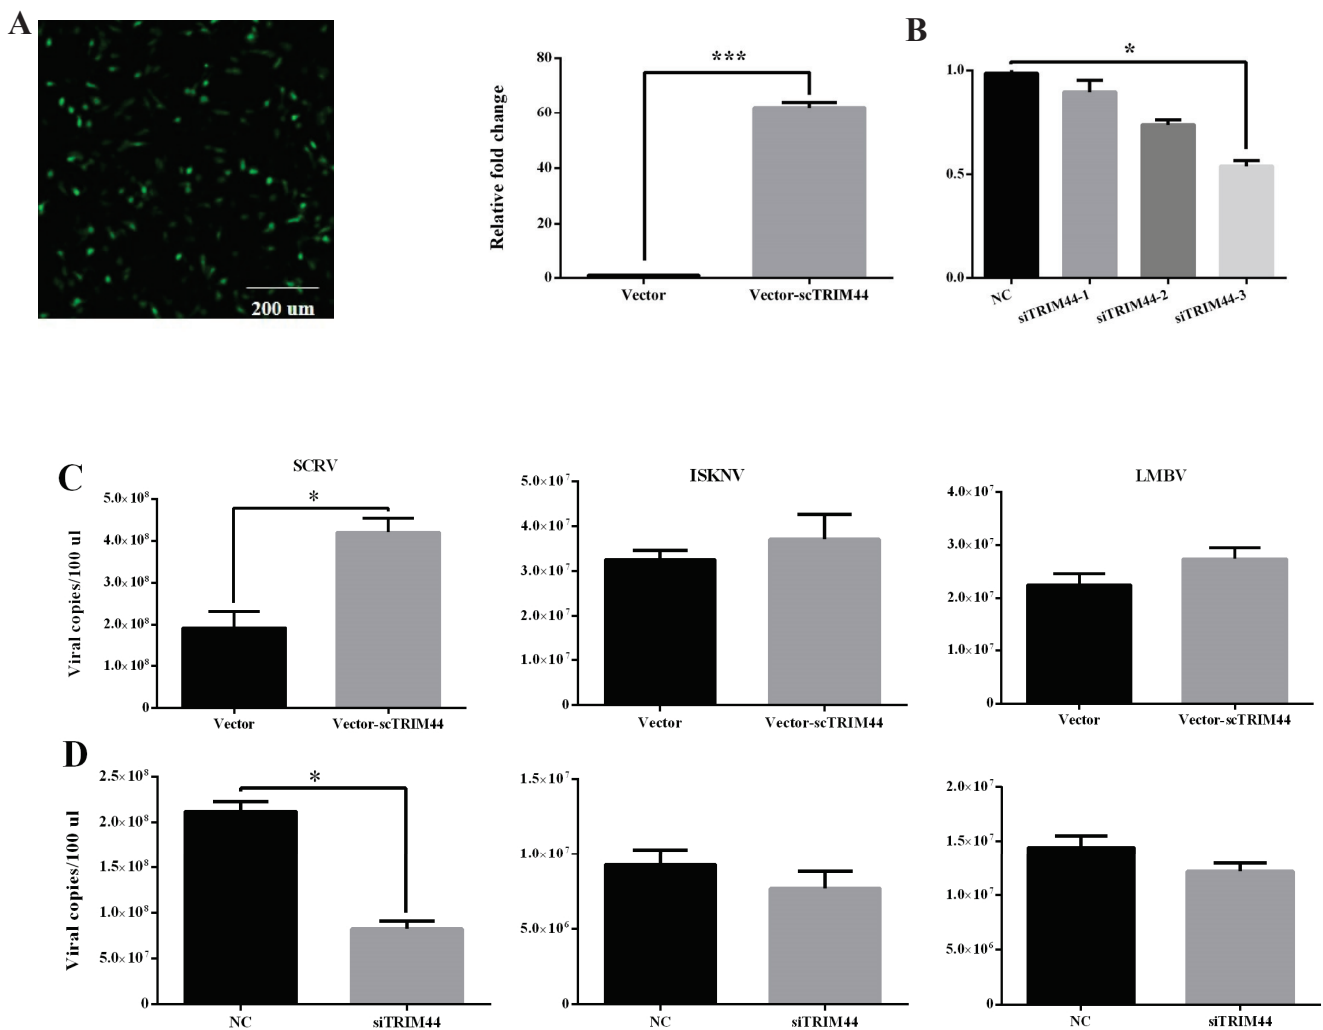 A
200 um
Relative fold change
80
60
40
20
0
***
Vector
Vector-scTRIM44
B
*
1.0
0.5
0.0
NC
siTRIM44-1
siTRIM44-2
siTRIM44-3
C
SCRV
Viral copies/100 ul
5.0×10⁸
4.0×10⁸
3.0×10⁸
2.0×10⁸
1.0×10⁸
0
*
Vector
Vector-scTRIM44
ISKNV
5.0×10⁷
4.0×10⁷
3.0×10⁷
2.0×10⁷
1.0×10⁷
0
Vector
Vector-scTRIM44
LMBV
4.0×10⁷
3.0×10⁷
2.0×10⁷
1.0×10⁷
0
Vector
Vector-scTRIM44
D
Viral copies/100 ul
2.5×10⁸
2.0×10⁸
1.5×10⁸
1.0×10⁸
5.0×10⁷
0
*
NC
siTRIM44
1.5×10⁷
1.0×10⁷
5.0×10⁶
0
NC
siTRIM44
2.0×10⁷
1.5×10⁷
1.0×10⁷
5.0×10⁶
0
NC
siTRIM44